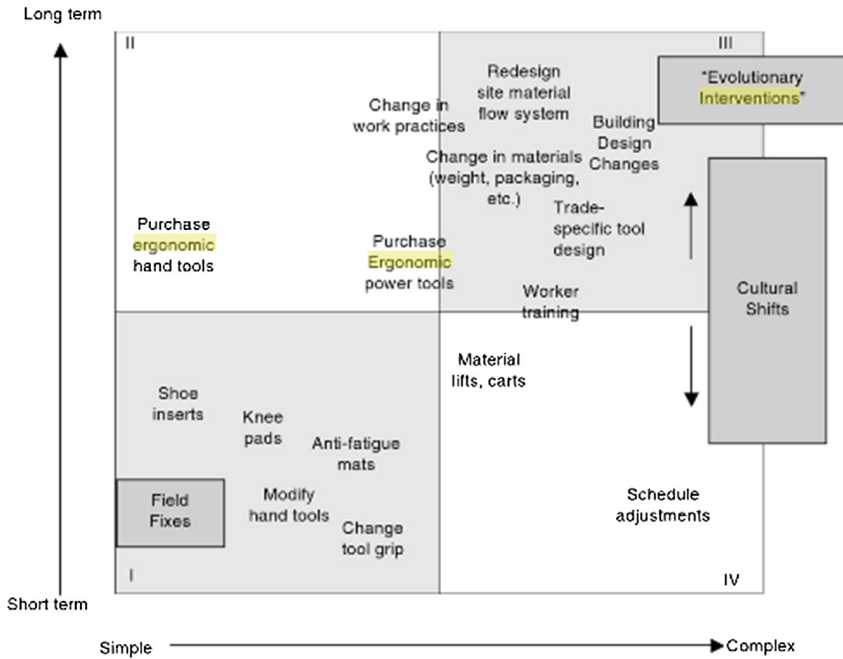 Long term
II
III
Redesign
site material
flow system
"Evolutionary
Interventions"
Change in
work practices
Building
Design
Changes
Change in materials
(weight, packaging,
etc.)
Trade-
specific tool
design
Purchase
ergonomic
hand tools
Purchase
Ergonomic
power tools
Worker
training
Cultural
Shifts
Material
lifts, carts
Shoe
inserts
Knee
pads
Anti-fatigue
mats
Field
Fixes
Modify
hand tools
Change
tool grip
Schedule
adjustments
I
IV
Short term
Simple
Complex